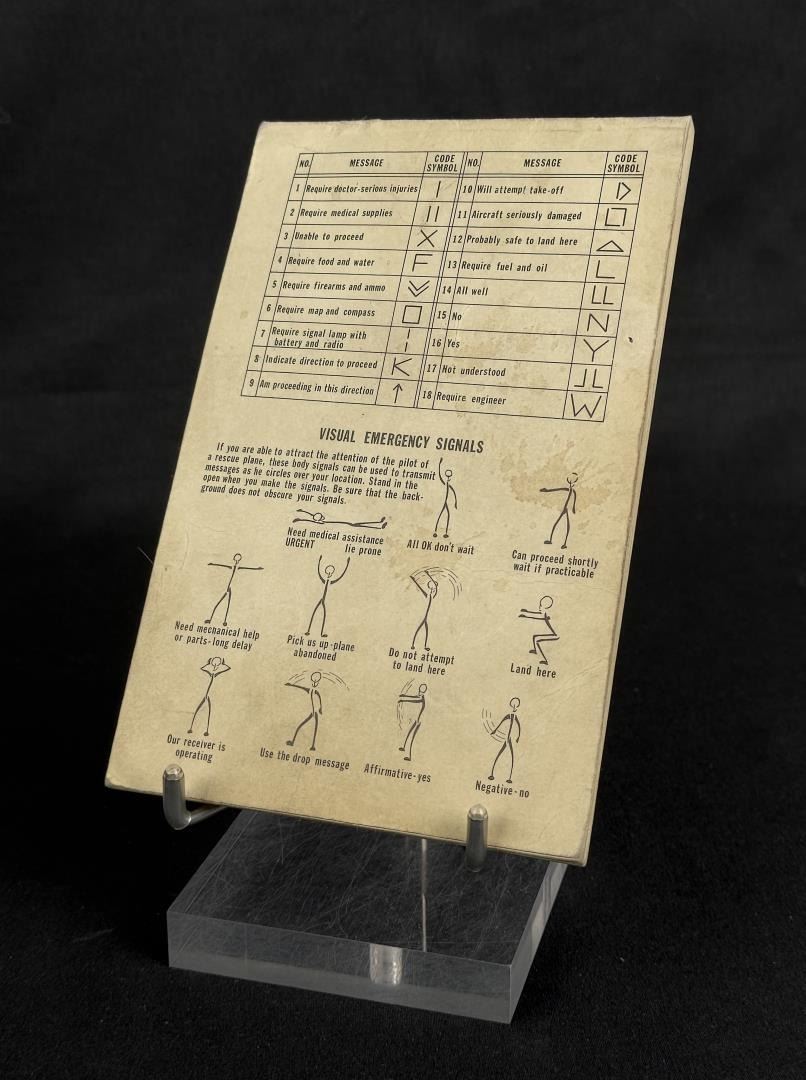 NO. MESSAGE CODE SYMBOL NO. MESSAGE CODE SYMBOL
1 Require doctor-serious injuries I
2 Require medical supplies II
3 Unable to proceed X
4 Require food and water F
5 Require firearms and ammo
6 Require map and compass □
7 Require signal lamp with
battery and radio
8 Indicate direction to proceed K
9 Am proceeding in this direction ↑
10 Will attempt take-off
11 Aircraft seriously damaged □
12 Probably safe to land here
13 Require fuel and oil L
14 All well LL
15 No N
16 Yes Y
17 Not understood JL
18 Require engineer W
VISUAL EMERGENCY SIGNALS
If you are able to attract the attention of the pilot of
a rescue plane, these body signals can be used to transmit
messages as he circles over your location. Stand in the
open when you make the signals. Be sure that the back-
ground does not obscure your signals.
Need medical assistance
URGENT lie prone
All OK don't wait
Can proceed shortly
wait if practicable
Need mechanical help
or parts-long delay
Pick us up-plane
abandoned
Do not attempt
to land here
Land here
Our receiver is
operating
Use the drop message
Affirmative-yes
Negative-no